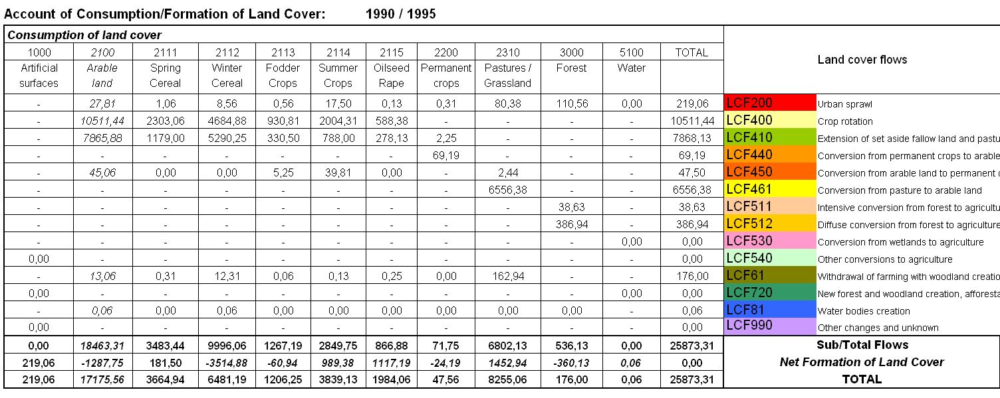 Account of Consumption/Formation of Land Cover: 1990 / 1995
Consumption of land cover
1000 2100 2111 2112 2113 2114 2115 2200 2310 3000 5100 TOTAL Land cover flows
Artificial Arable Spring Winter Fodder Summer Oilseed Permanent Pastures / Forest Water
surfaces land Cereal Cereal Crops Crops Rape crops Grassland
- 27,81 1,06 8,56 0,56 17,50 0,13 0,31 80,38 110,56 0,00 219,06 LCF200 Urban sprawl
- 10511,44 2303,06 4684,88 930,81 2004,31 588,38 - - - - 10511,44 LCF400 Crop rotation
- 7865,88 1179,00 5290,25 330,50 788,00 278,13 2,25 - - - 7868,13 LCF410 Extension of set aside fallow land and pastu
- - - - - - - 69,19 - - - 69,19 LCF440 Conversion from permanent crops to arable
- 45,06 0,00 0,00 5,25 39,81 0,00 - 2,44 - - 47,50 LCF450 Conversion from arable land to permanent c
- - - - - - - - 6556,38 - - 6556,38 LCF461 Conversion from pasture to arable land
- - - - - - - - - 38,63 - 38,63 LCF511 Intensive conversion from forest to agricultu
- - - - - - - - - 386,94 - 386,94 LCF512 Diffuse conversion from forest to agriculture
- - - - - - - - - - 0,00 0,00 LCF530 Conversion from wetlands to agriculture
0,00 - - - - - - - - - - 0,00 LCF540 Other conversions to agriculture
- 13,06 0,31 12,31 0,06 0,13 0,25 0,00 162,94 - - 176,00 LCF61 Withdrawal of farming with woodland creatio
0,00 - - - - - - - - - 0,00 0,00 LCF720 New forest and woodland creation, afforesta
- 0,06 0,00 0,06 0,00 0,00 0,00 0,00 0,00 0,00 - 0,06 LCF81 Water bodies creation
0,00 - - - - - - - - - - 0,00 LCF990 Other changes and unknown
0,00 18463,31 3483,44 9996,06 1267,19 2849,75 866,88 71,75 6802,13 536,13 0,00 25873,31 Sub/Total Flows
219,06 -1287,75 181,50 -3514,88 -60,94 989,38 1117,19 -24,19 1452,94 -360,13 0,06 0,00 Net Formation of Land Cover
219,06 17175,56 3664,94 6481,19 1206,25 3839,13 1984,06 47,56 8255,06 176,00 0,06 25873,31 TOTAL